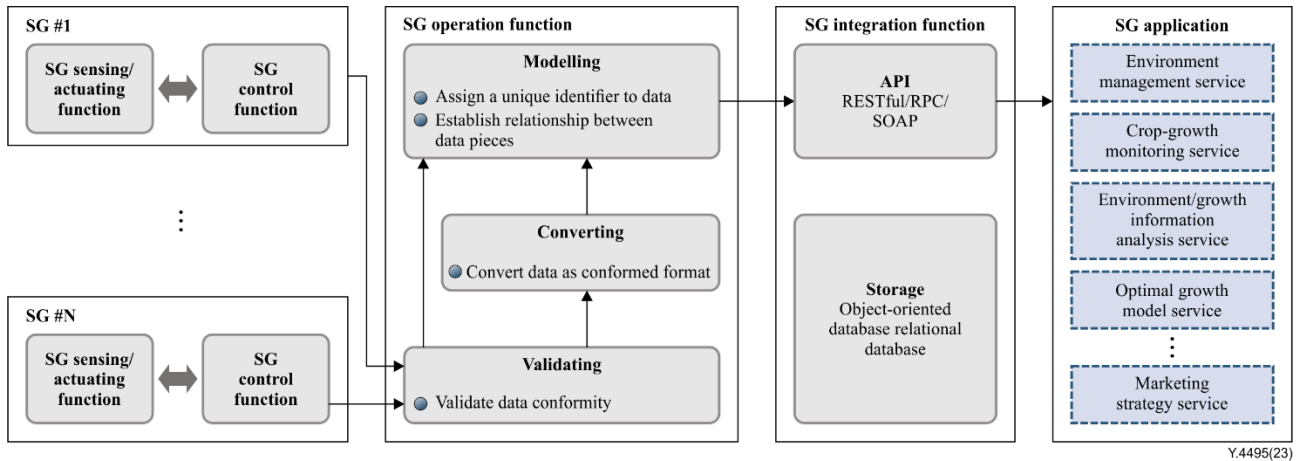 SG #1
SG sensing/
actuating
function
SG
control
function
SG #N
SG sensing/
actuating
function
SG
control
function
SG operation function
Modelling
Assign a unique identifier to data
Establish relationship between
data pieces
Converting
Convert data as conformed format
Validating
Validate data conformity
SG integration function
API
RESTful/RPC/
SOAP
Storage
Object-oriented
database relational
database
SG application
Environment
management service
Crop-growth
monitoring service
Environment/growth
information
analysis service
Optimal growth
model service
Marketing
strategy service
Y.4495(23)